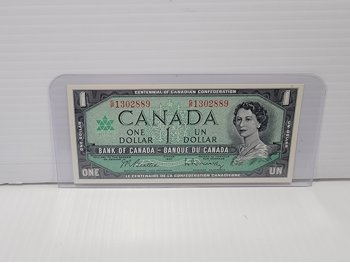 CENTENNIAL OF CANADIAN CONFEDERATION
1302889 1302889
1 CANADA 1
ONE UN
DOLLAR DOLLAR
BANK OF CANADA - BANQUE DU CANADA
ONE LE CENTENAIRE DE LA CONFEDERATION CANADIENNE UN